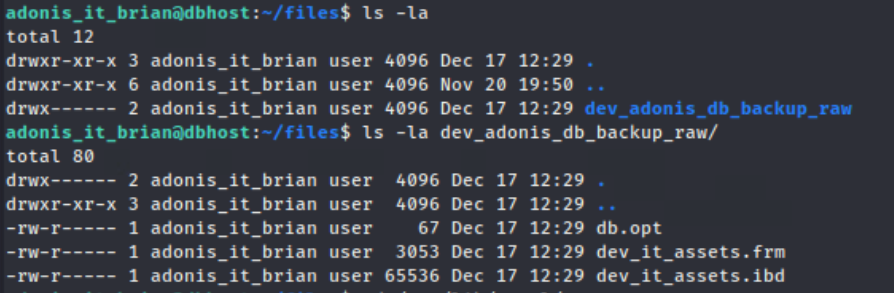 adonis_it_brian@dbhost:~/files$ ls -la
total 12
drwxr-xr-x 3 adonis_it_brian user 4096 Dec 17 12:29 .
drwxr-xr-x 6 adonis_it_brian user 4096 Nov 20 19:50 ..
drwx------ 2 adonis_it_brian user 4096 Dec 17 12:29 dev_adonis_db_backup_raw
adonis_it_brian@dbhost:~/files$ ls -la dev_adonis_db_backup_raw/
total 80
drwx------ 2 adonis_it_brian user  4096 Dec 17 12:29 .
drwxr-xr-x 3 adonis_it_brian user  4096 Dec 17 12:29 ..
-rw-r----- 1 adonis_it_brian user    67 Dec 17 12:29 db.opt
-rw-r----- 1 adonis_it_brian user  3053 Dec 17 12:29 dev_it_assets.frm
-rw-r----- 1 adonis_it_brian user 65536 Dec 17 12:29 dev_it_assets.ibd